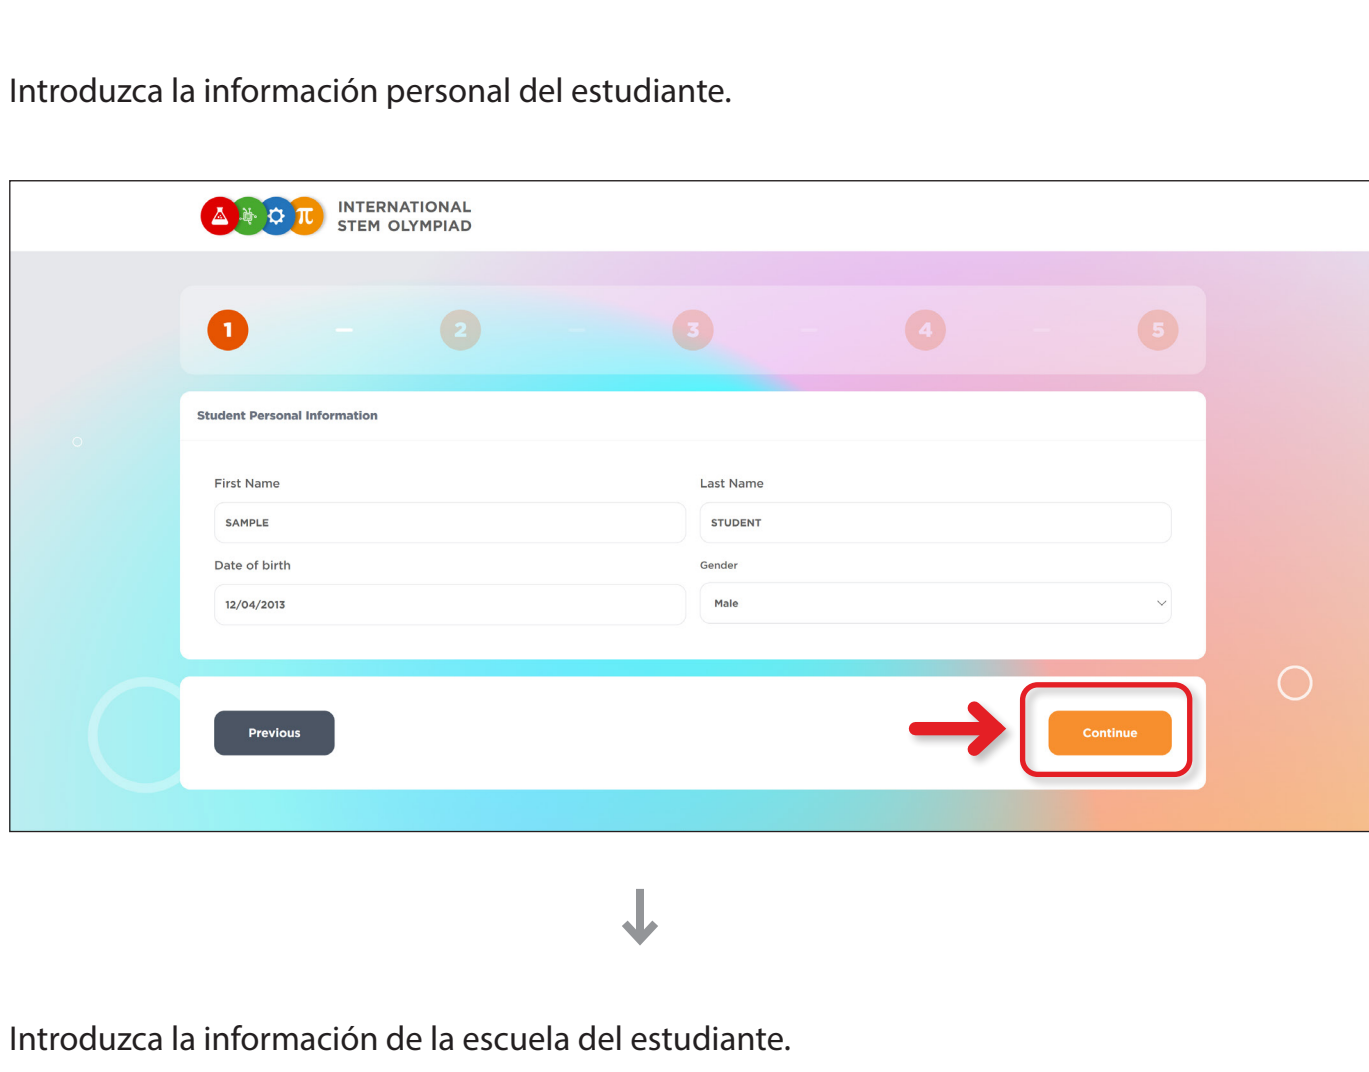 Introduzca la información personal del estudiante.
π
INTERNATIONAL
STEM OLYMPIAD
1 2 3 4 5
Student Personal Information
First Name Last Name
SAMPLE STUDENT
Date of birth Gender
12/04/2013 Male
Previous Continue
Introduzca la información de la escuela del estudiante.